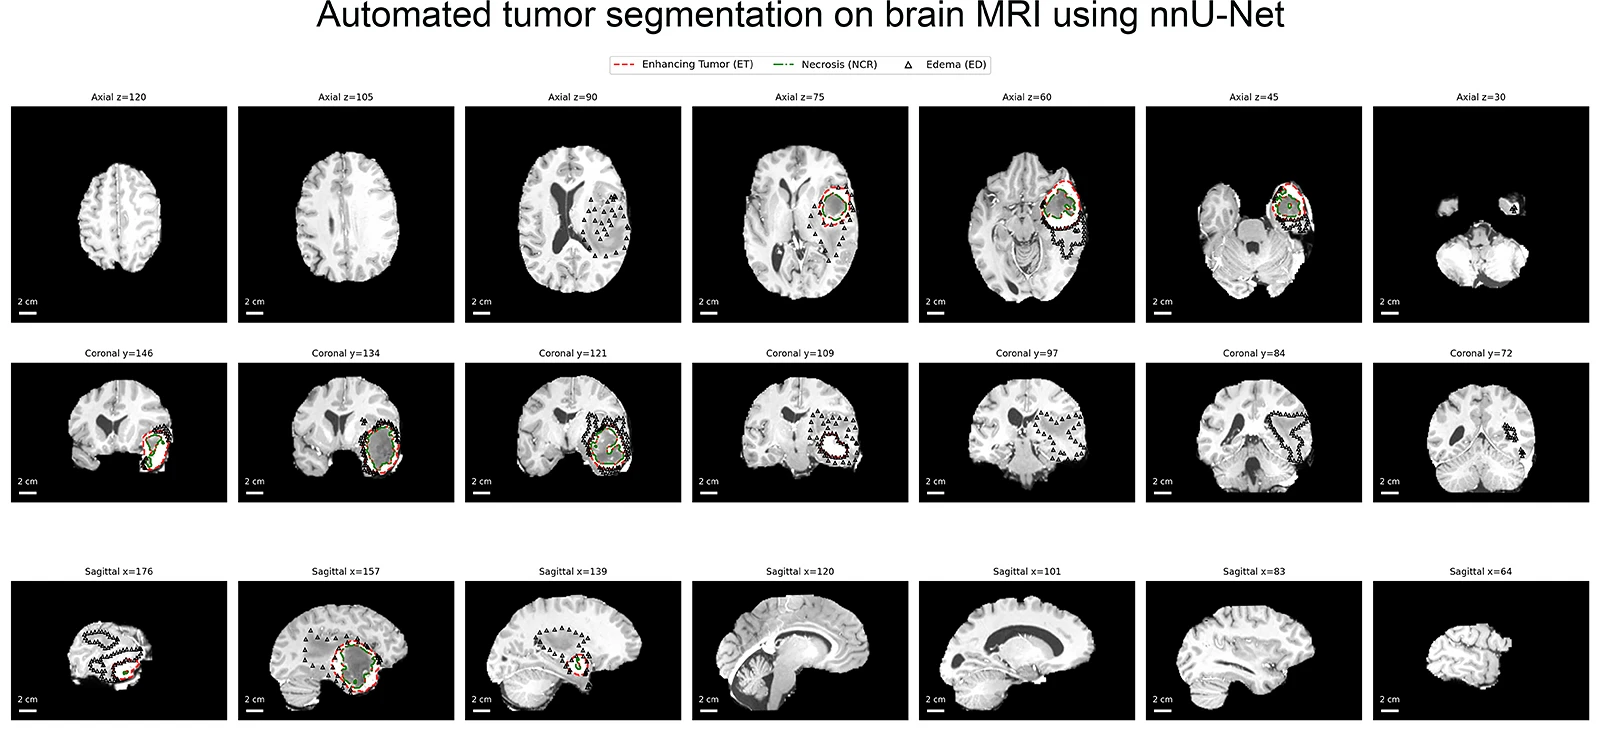 Automated tumor segmentation on brain MRI using nnU-Net
Enhancing Tumor (ET) Necrosis (NCR) Edema (ED)
Axial z=120 Axial z=105 Axial z=90 Axial z=75 Axial z=60 Axial z=45 Axial z=30
2 cm 2 cm 2 cm 2 cm 2 cm 2 cm 2 cm
Coronal y=146 Coronal y=134 Coronal y=121 Coronal y=109 Coronal y=97 Coronal y=84 Coronal y=72
2 cm 2 cm 2 cm 2 cm 2 cm 2 cm 2 cm
Sagittal x=176 Sagittal x=157 Sagittal x=139 Sagittal x=120 Sagittal x=101 Sagittal x=83 Sagittal x=64
2 cm 2 cm 2 cm 2 cm 2 cm 2 cm 2 cm